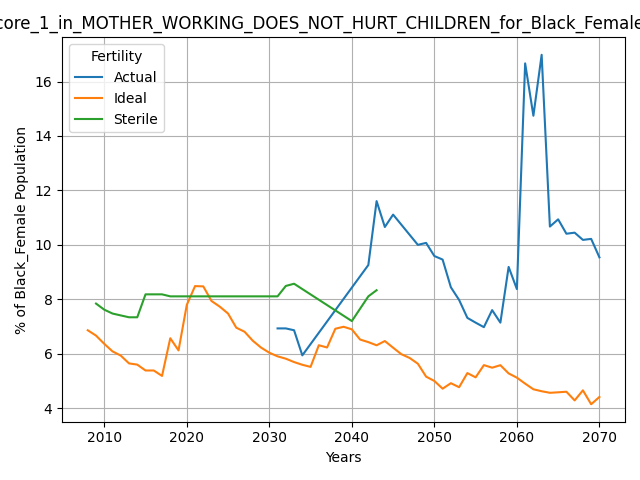 core_1_in_MOTHER_WORKING_DOES_NOT_HURT_CHILDREN_for_Black_Female
Fertility
Actual
Ideal
Sterile
% of Black_Female Population
16
14
12
10
8
6
4
2010 2020 2030 2040 2050 2060 2070
Years